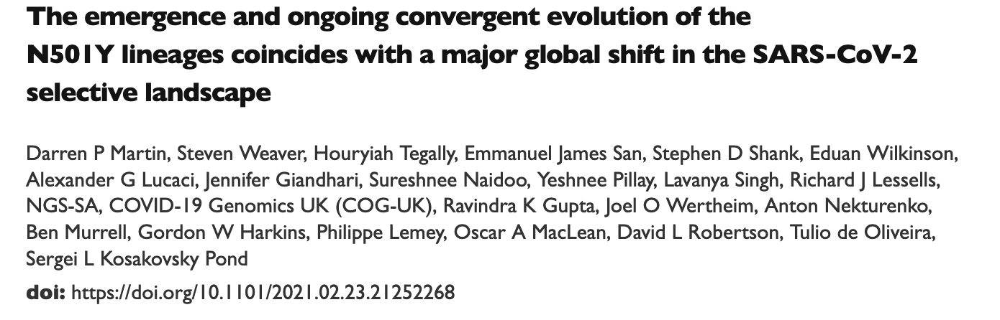 The emergence and ongoing convergent evolution of the
N501Y lineages coincides with a major global shift in the SARS-CoV-2
selective landscape
Darren P Martin, Steven Weaver, Houryiah Tegally, Emmanuel James San, Stephen D Shank, Eduan Wilkinson,
Alexander G Lucaci, Jennifer Giandhari, Sureshnee Naidoo, Yeshnee Pillay, Lavanya Singh, Richard J Lessells,
NGS-SA, COVID-19 Genomics UK (COG-UK), Ravindra K Gupta, Joel O Wertheim, Anton Nekturenko,
Ben Murrell, Gordon W Harkins, Philippe Lemey, Oscar A MacLean, David L Robertson, Tulio de Oliveira,
Sergei L Kosakovsky Pond
doi: https://doi.org/10.1101/2021.02.23.21252268